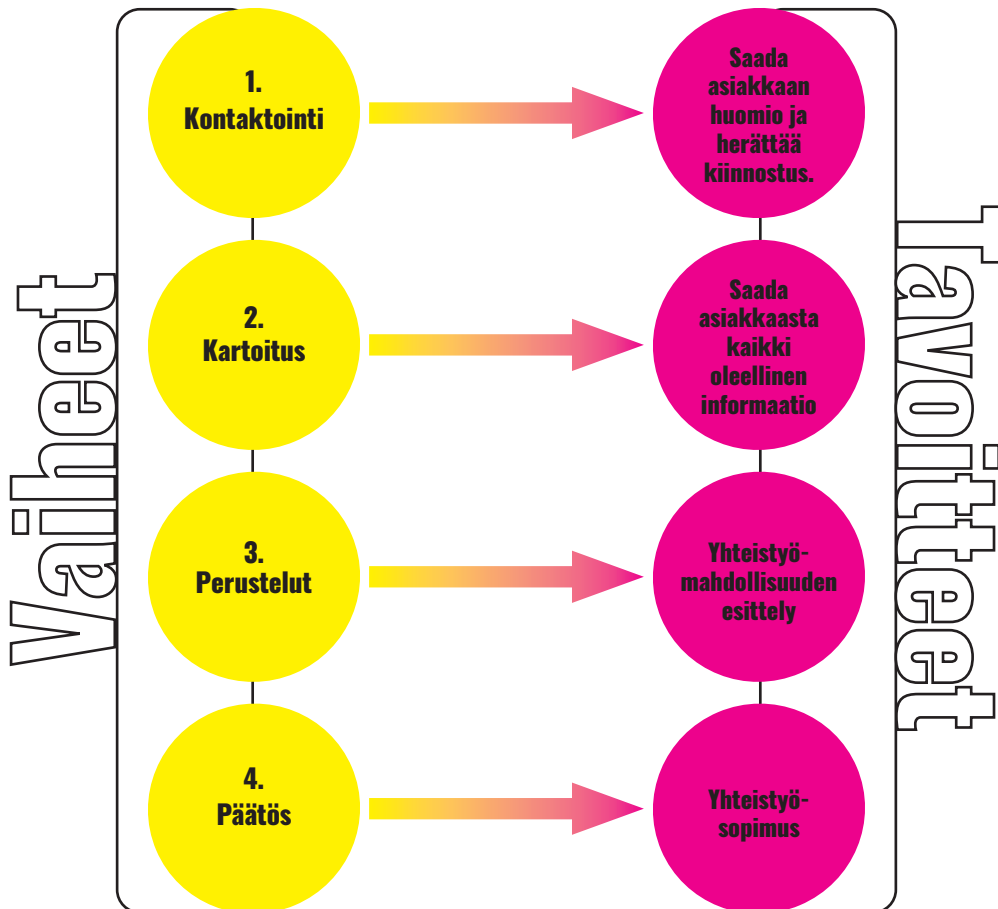 Vaiheet
1.
Kontaktointi
Saada
asiakkaan
huomio ja
herättää
kiinnostus.
2.
Kartoitus
Saada
asiakkaasta
kaikki
oleellinen
informaatio
3.
Perustelut
Yhteistyö-
mahdollisuuden
esittely
4.
Päätös
Yhteistyö-
sopimus
Tavoitteet